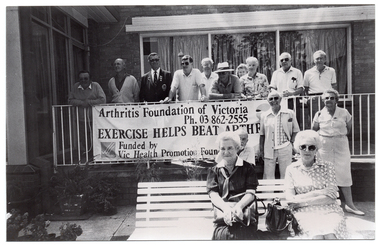 Arthritis Foundation of Victoria
Ph. 03 862-2555
EXERCISE HELPS BEAT
Funded by
Vic Health Promotion